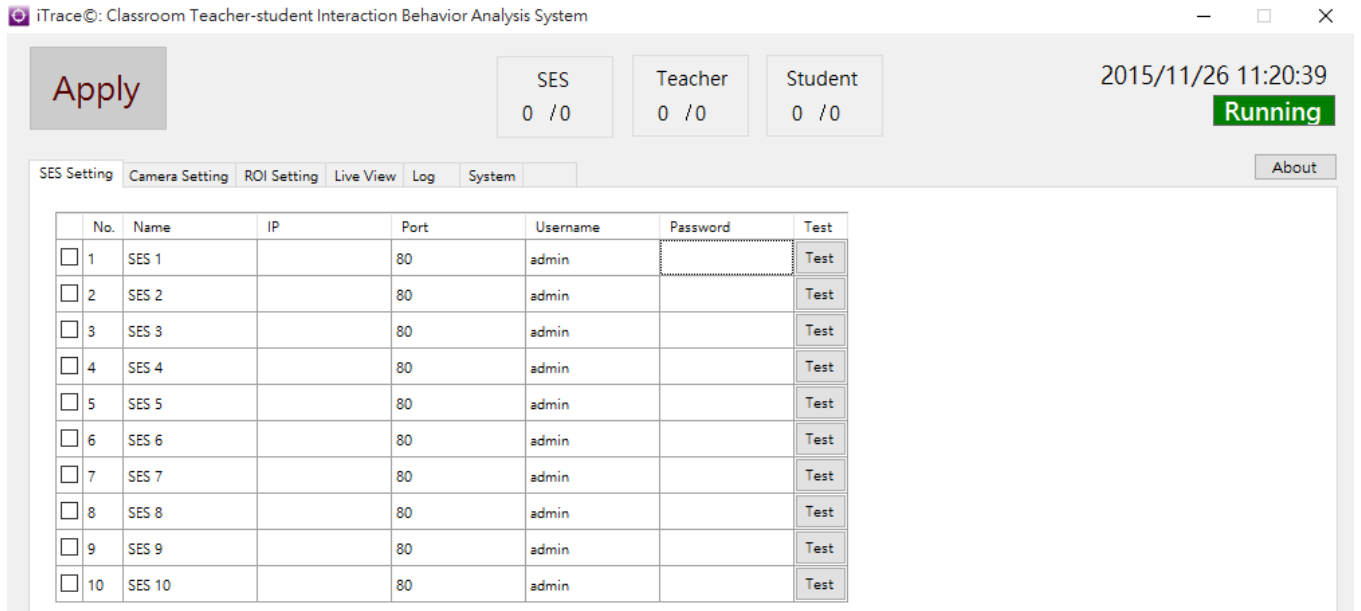 iTrace©: Classroom Teacher-student Interaction Behavior Analysis System
Apply
SES
0 /0
Teacher
0 /0
Student
0 /0
2015/11/26 11:20:39
Running
About
SES Setting Camera Setting ROI Setting Live View Log System
No. Name IP Port Username Password Test
1 SES 1 80 admin Test
2 SES 2 80 admin Test
3 SES 3 80 admin Test
4 SES 4 80 admin Test
5 SES 5 80 admin Test
6 SES 6 80 admin Test
7 SES 7 80 admin Test
8 SES 8 80 admin Test
9 SES 9 80 admin Test
10 SES 10 80 admin Test